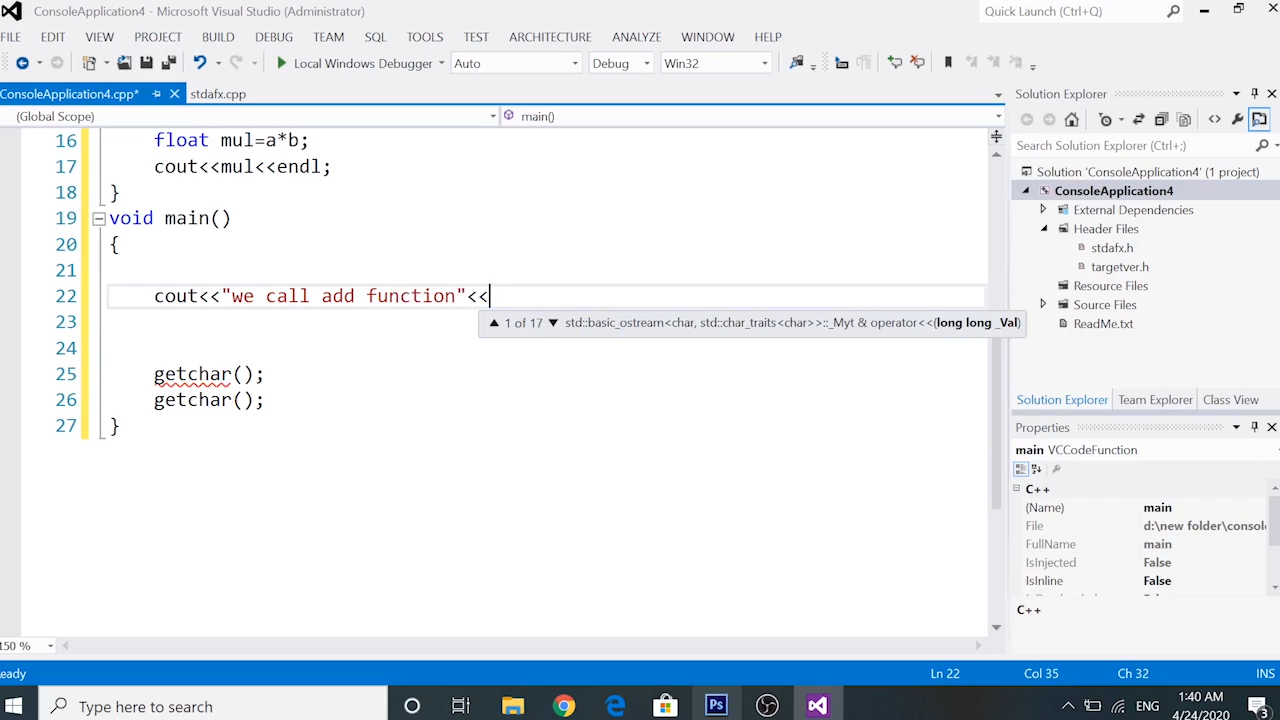 ConsoleApplication4 - Microsoft Visual Studio (Administrator)
Quick Launch (Ctrl+Q)
FILE EDIT VIEW PROJECT BUILD DEBUG TEAM SQL TOOLS TEST ARCHITECTURE ANALYZE WINDOW HELP
Local Windows Debugger Auto Debug Win32
ConsoleApplication4.cpp* stdafx.cpp
(Global Scope) main()
16 float mul=a*b;
17 cout<<mul<<endl;
18 }
19 void main()
20 {
21
22 cout<<"we call add function"<<
1 of 17 std::basic_ostream<char, std::char_traits<char>>::_Myt & operator<<(long long _Val)
23
24
25 getchar();
26 getchar();
27 }
150 %
Solution Explorer
Search Solution Explorer (Ctrl+;)
Solution 'ConsoleApplication4' (1 project)
ConsoleApplication4
External Dependencies
Header Files
stdafx.h
targetver.h
Resource Files
Source Files
ReadMe.txt
Solution Explorer Team Explorer Class View
Properties
main VCCodeFunction
C++
(Name) main
File d:\new folder\consol
FullName main
IsInjected False
IsInline False
C++
eady Ln 22 Col 35 Ch 32 INS
Type here to search
Ps
ENG
1:40 AM
4/24/2020
3